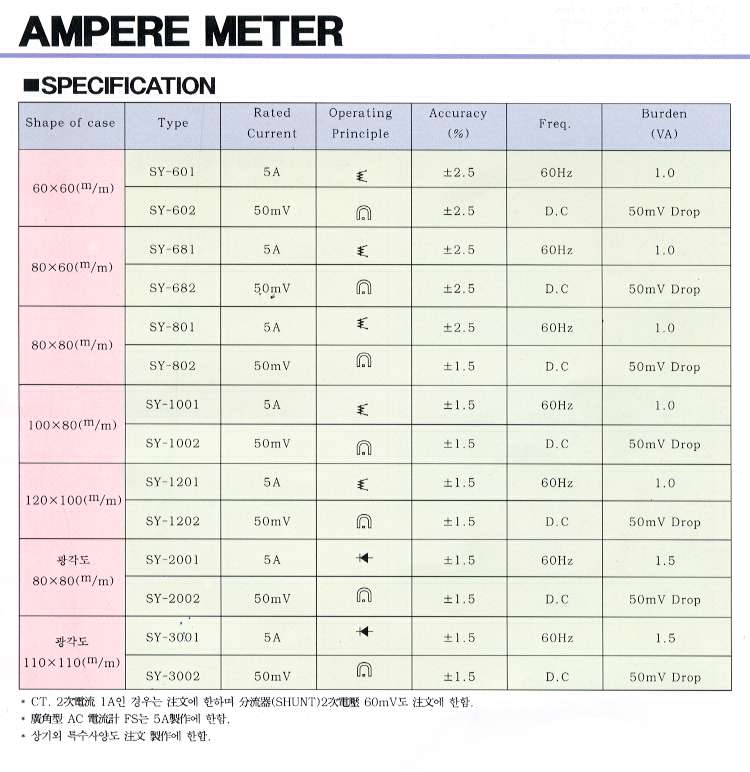 AMPERE METER
■SPECIFICATION
Shape of case Type Rated Current Operating Principle Accuracy (%) Freq. Burden (VA)
60×60(m/m) SY-601 5A ±2.5 60Hz 1.0
SY-602 50mV ±2.5 D.C 50mV Drop
80×60(m/m) SY-681 5A ±2.5 60Hz 1.0
SY-682 50mV ±2.5 D.C 50mV Drop
80×80(m/m) SY-801 5A ±2.5 60Hz 1.0
SY-802 50mV ±1.5 D.C 50mV Drop
100×80(m/m) SY-1001 5A ±1.5 60Hz 1.0
SY-1002 50mV ±1.5 D.C 50mV Drop
120×100(m/m) SY-1201 5A ±1.5 60Hz 1.0
SY-1202 50mV ±1.5 D.C 50mV Drop
광각도 80×80(m/m) SY-2001 5A ±1.5 60Hz 1.5
SY-2002 50mV ±1.5 D.C 50mV Drop
광각도 110×110(m/m) SY-3001 5A ±1.5 60Hz 1.5
SY-3002 50mV ±1.5 D.C 50mV Drop
* CT. 2次電流 1A인 경우는 注文에 한하며 分流器(SHUNT)2次電壓 60mV도 注文에 한함.
* 廣角型 AC 電流計 FS는 5A製作에 한함.
* 상기외 특수사양도 注文 製作에 한함.